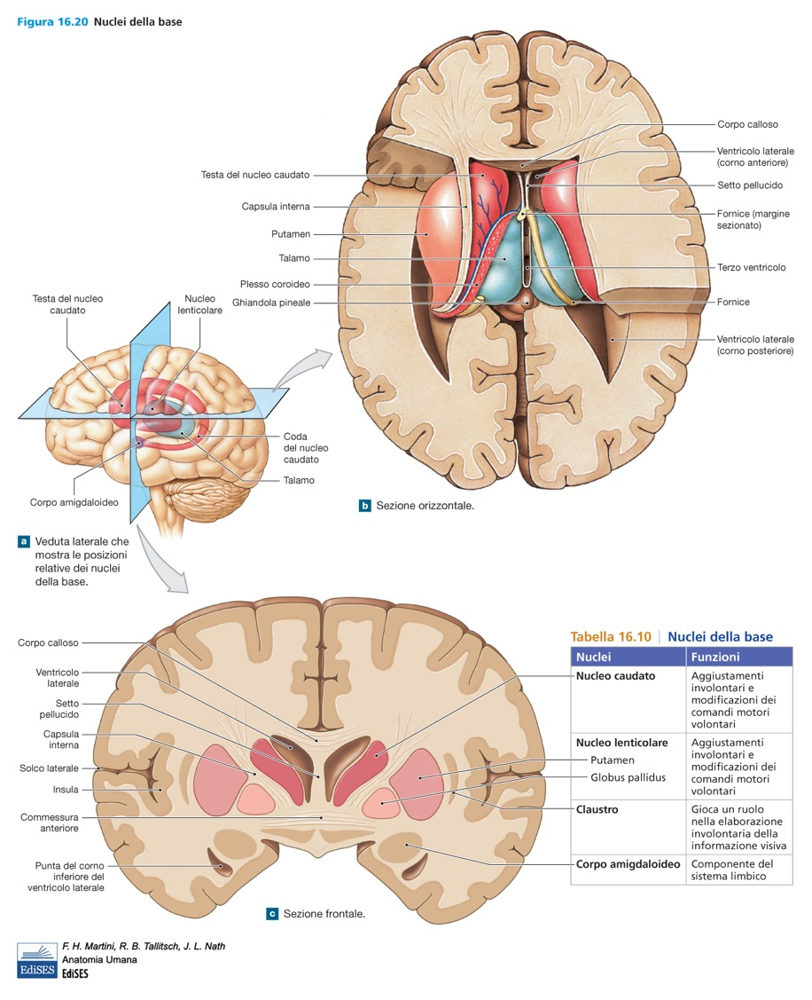 Figura 16.20 Nuclei della base
Corpo calloso
Ventricolo laterale
(corno anteriore)
Setto pellucido
Fornice (margine
sezionato)
Terzo ventricolo
Fornice
Ventricolo laterale
(corno posteriore)
Testa del nucleo caudato
Capsula interna
Putamen
Talamo
Plesso coroideo
Ghiandola pineale
b Sezione orizzontale.
Testa del nucleo
caudato
Nucleo
lenticolare
Coda
del nucleo
caudato
Talamo
Corpo amigdaloideo
a Veduta laterale che
mostra le posizioni
relative dei nuclei
della base.
Corpo calloso
Ventricolo
laterale
Setto
pellucido
Capsula
interna
Solco laterale
Insula
Commessura
anteriore
Punta del corno
inferiore del
ventricolo laterale
c Sezione frontale.
Tabella 16.10 | Nuclei della base
Nuclei Funzioni
Nucleo caudato Aggiustamenti
involontari e
modificazioni dei
comandi motori
volontari
Nucleo lenticolare Aggiustamenti
Putamen involontari e
Globus pallidus modificazioni dei
comandi motori
volontari
Claustro Gioca un ruolo
nella elaborazione
involontaria della
informazione visiva
Corpo amigdaloideo Componente del
sistema limbico
F. H. Martini, R. B. Tallitsch, J. L. Nath
Anatomia Umana
EdiSES
EdiSES